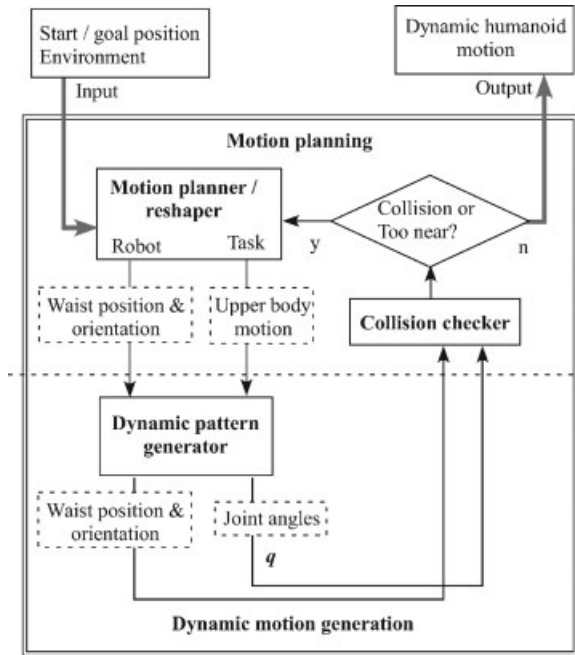 Start / goal position
Environment
Dynamic humanoid
motion
Input
Output
Motion planning
Motion planner /
reshaper
Robot
Task
Collision or
Too near?
y
n
Waist position &
orientation
Upper body
motion
Collision checker
Dynamic pattern
generator
Waist position &
orientation
Joint angles
q
Dynamic motion generation